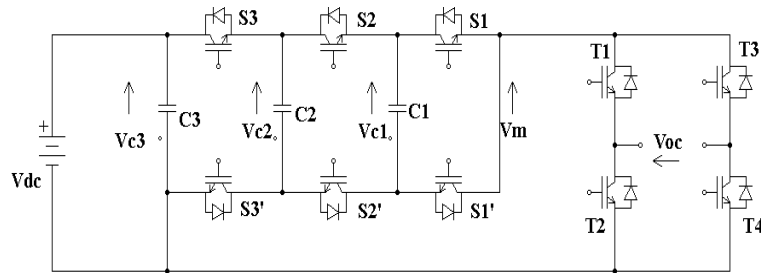 S3 S2 S1
T1 T3
C3 C2 C1
Vc3 Vc2 Vc1 Vm
Voc
+
Vdc
S3' S2' S1'
T2 T4